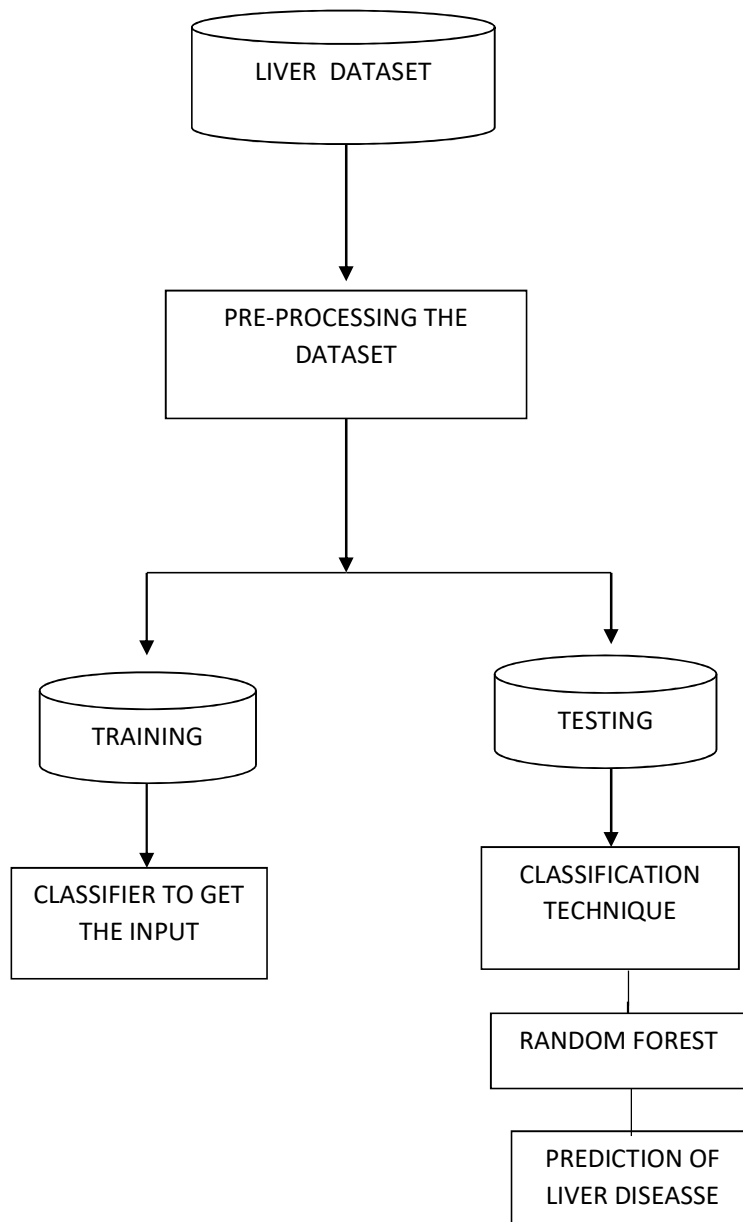 LIVER DATASET
PRE-PROCESSING THE
DATASET
TRAINING
TESTING
CLASSIFIER TO GET
THE INPUT
CLASSIFICATION
TECHNIQUE
RANDOM FOREST
PREDICTION OF
LIVER DISEASSE